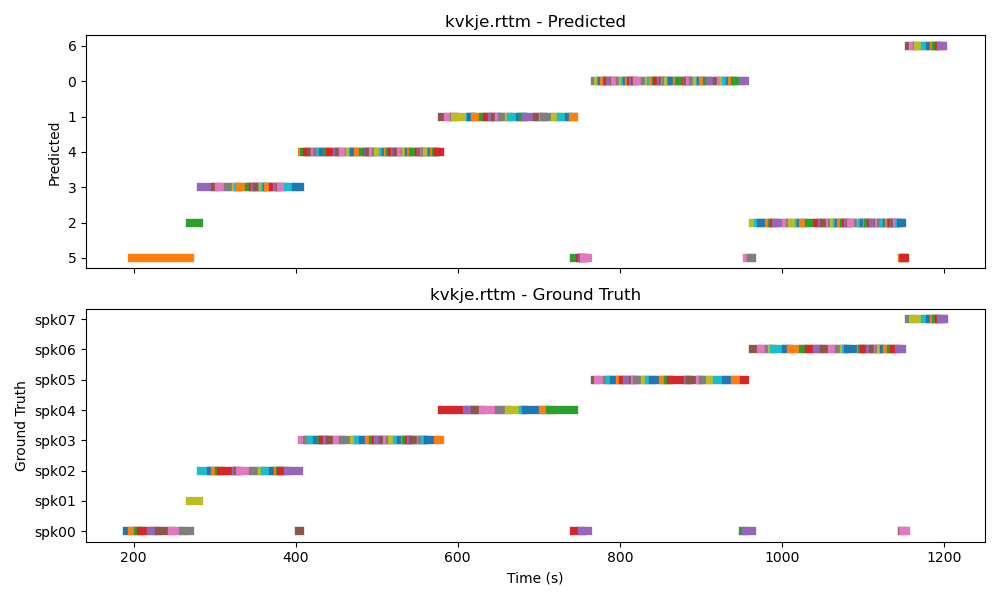 kvkje.rttm - Predicted
Predicted
6
0
1
4
3
2
5
kvkje.rttm - Ground Truth
Ground Truth
spk07
spk06
spk05
spk04
spk03
spk02
spk01
spk00
200 400 600 800 1000 1200
Time (s)